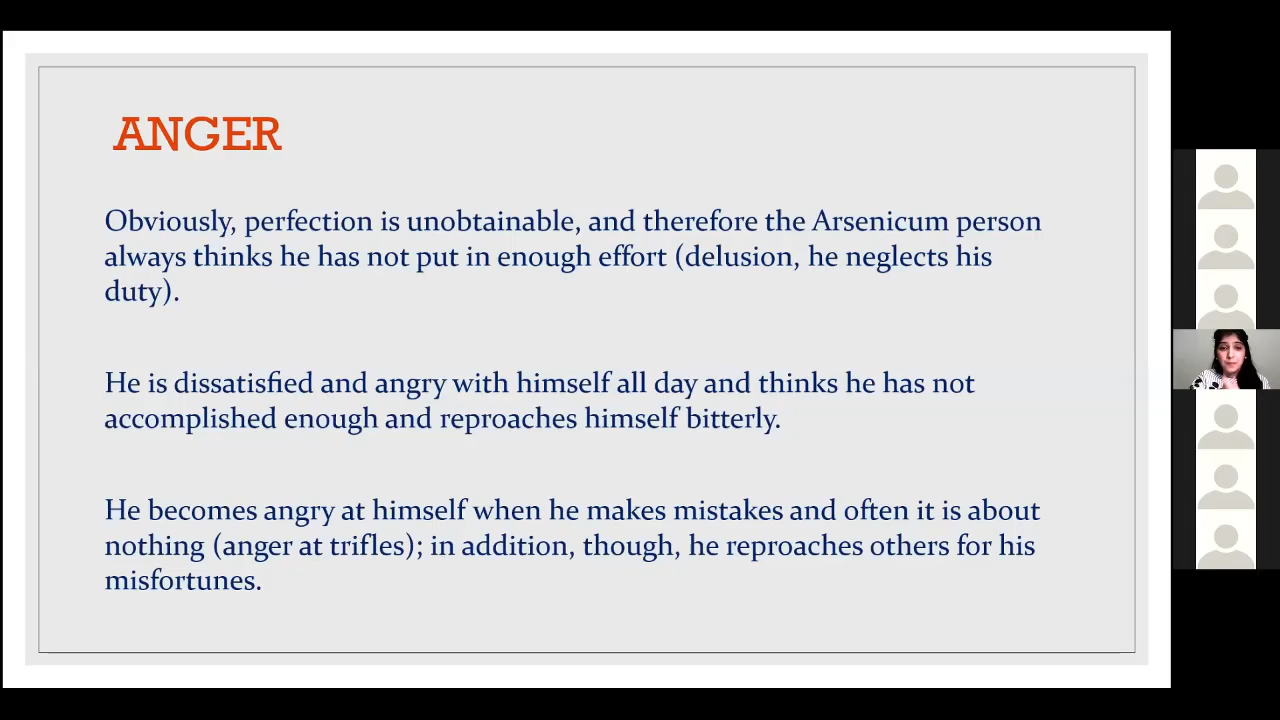 ANGER
Obviously, perfection is unobtainable, and therefore the Arsenicum person
always thinks he has not put in enough effort (delusion, he neglects his
duty).
He is dissatisfied and angry with himself all day and thinks he has not
accomplished enough and reproaches himself bitterly.
He becomes angry at himself when he makes mistakes and often it is about
nothing (anger at trifles); in addition, though, he reproaches others for his
misfortunes.